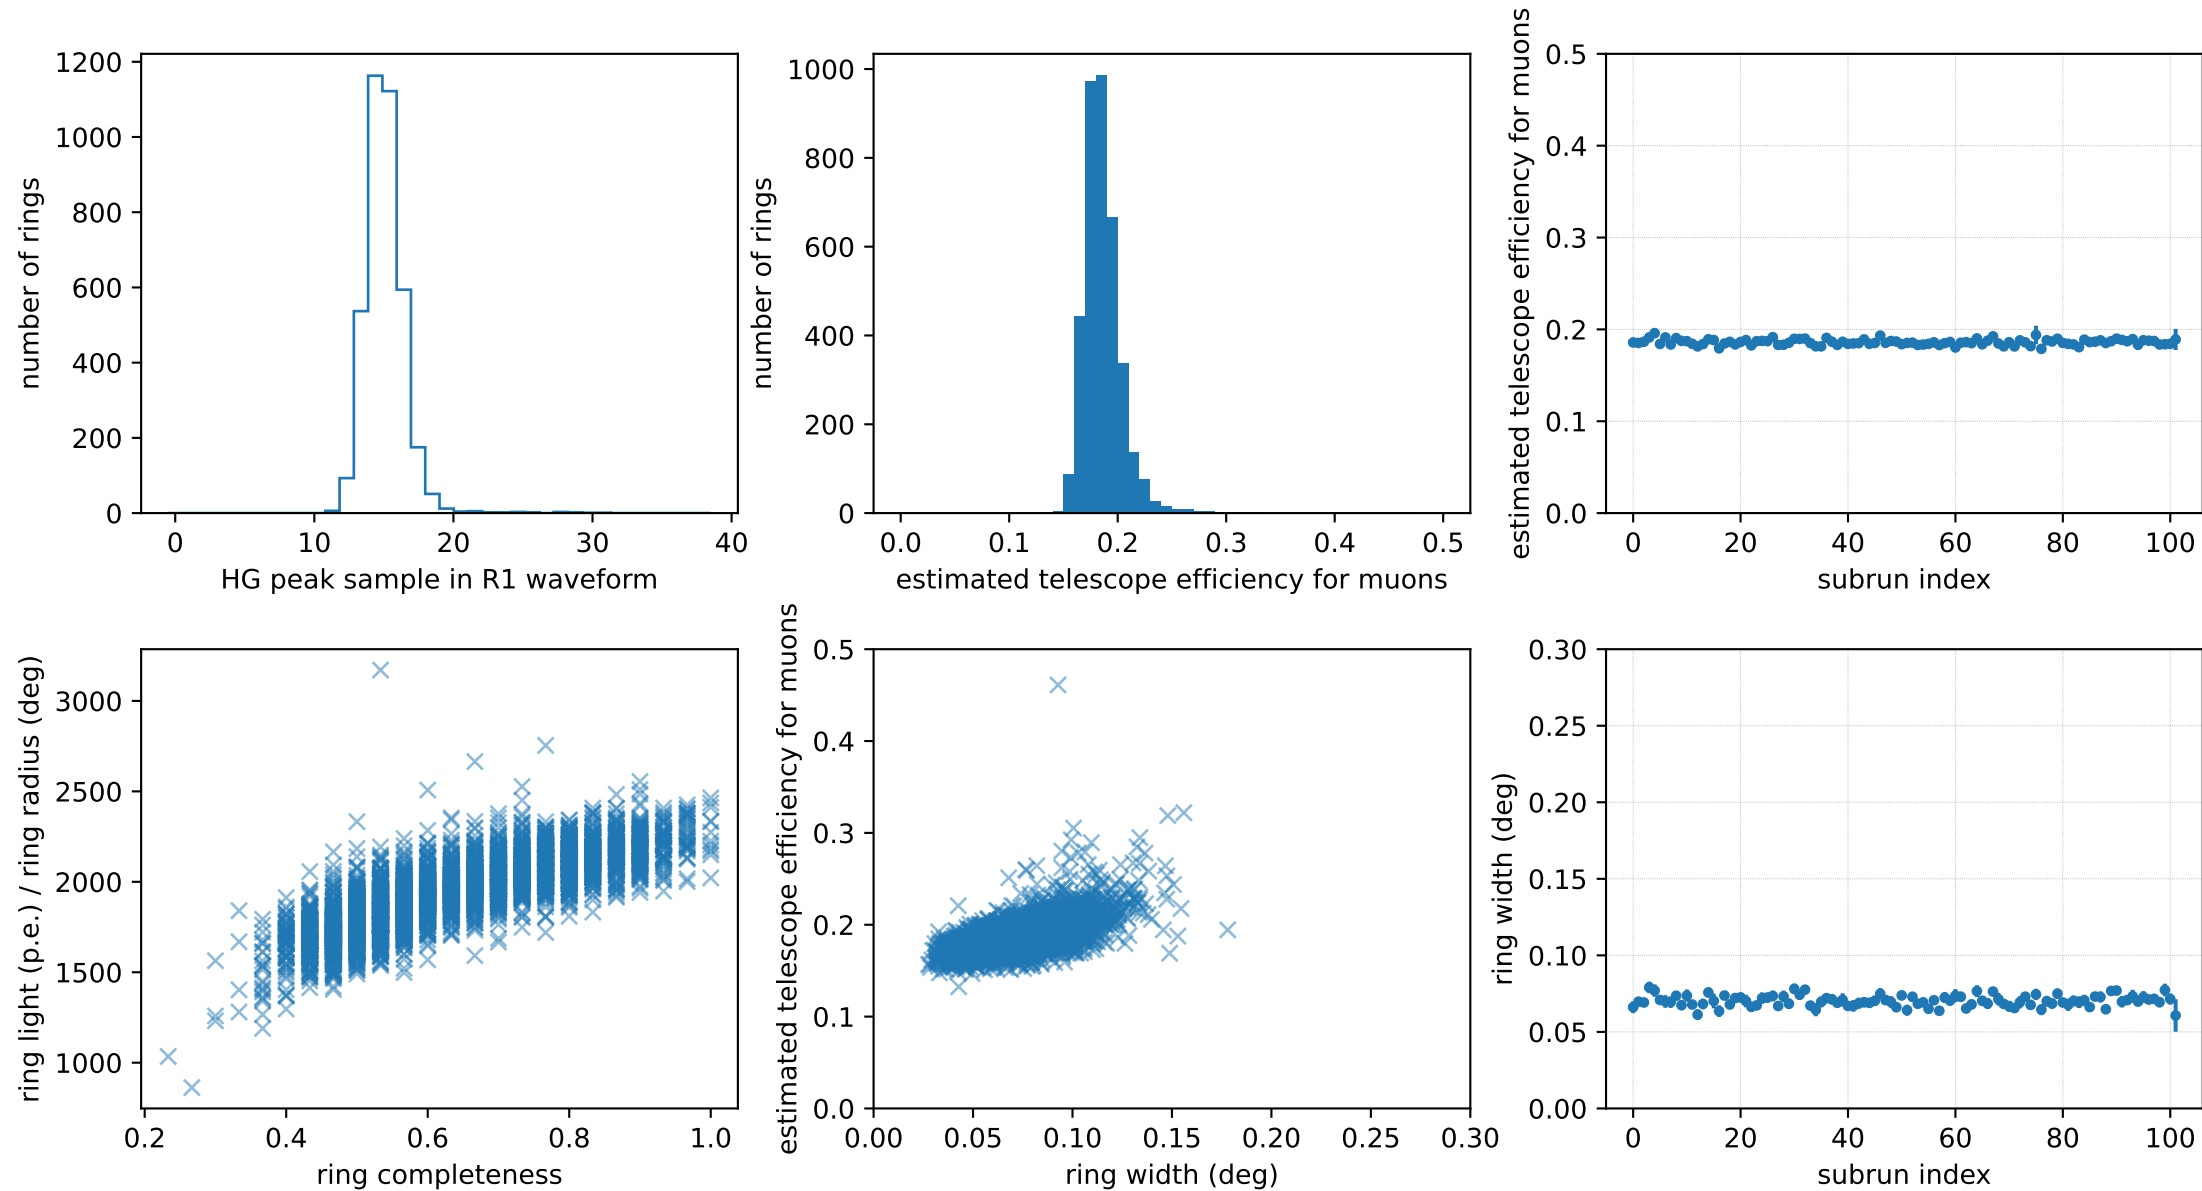 number of rings
1200
1000
800
600
400
200
0
0 10 20 30 40
HG peak sample in R1 waveform
number of rings
1000
800
600
400
200
0
0.0 0.1 0.2 0.3 0.4 0.5
estimated telescope efficiency for muons
estimated telescope efficiency for muons
0.5
0.4
0.3
0.2
0.1
0.0
0 20 40 60 80 100
subrun index
ring light (p.e.) / ring radius (deg)
3000
2500
2000
1500
1000
0.2 0.4 0.6 0.8 1.0
ring completeness
estimated telescope efficiency for muons
0.5
0.4
0.3
0.2
0.1
0.0
0.00 0.05 0.10 0.15 0.20 0.25 0.30
ring width (deg)
ring width (deg)
0.30
0.25
0.20
0.15
0.10
0.05
0.00
0 20 40 60 80 100
subrun index